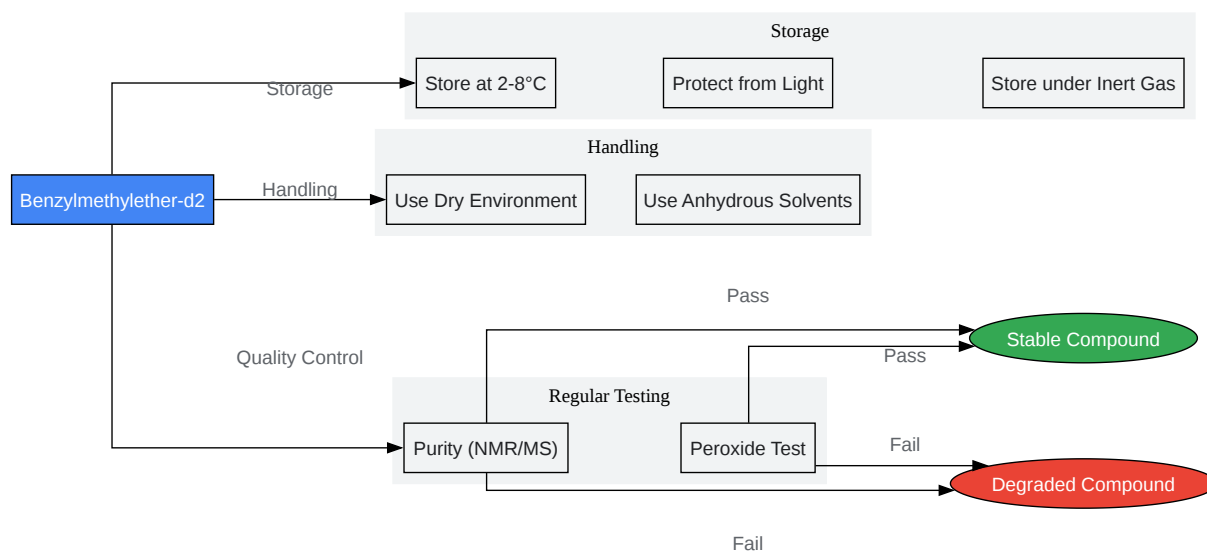 Storage
Store at 2-8°C
Protect from Light
Store under Inert Gas
Storage
Handling
Benzylmethylether-d2
Handling
Use Dry Environment
Use Anhydrous Solvents
Pass
Stable Compound
Quality Control
Pass
Regular Testing
Purity (NMR/MS)
Peroxide Test
Fail
Degraded Compound
Fail